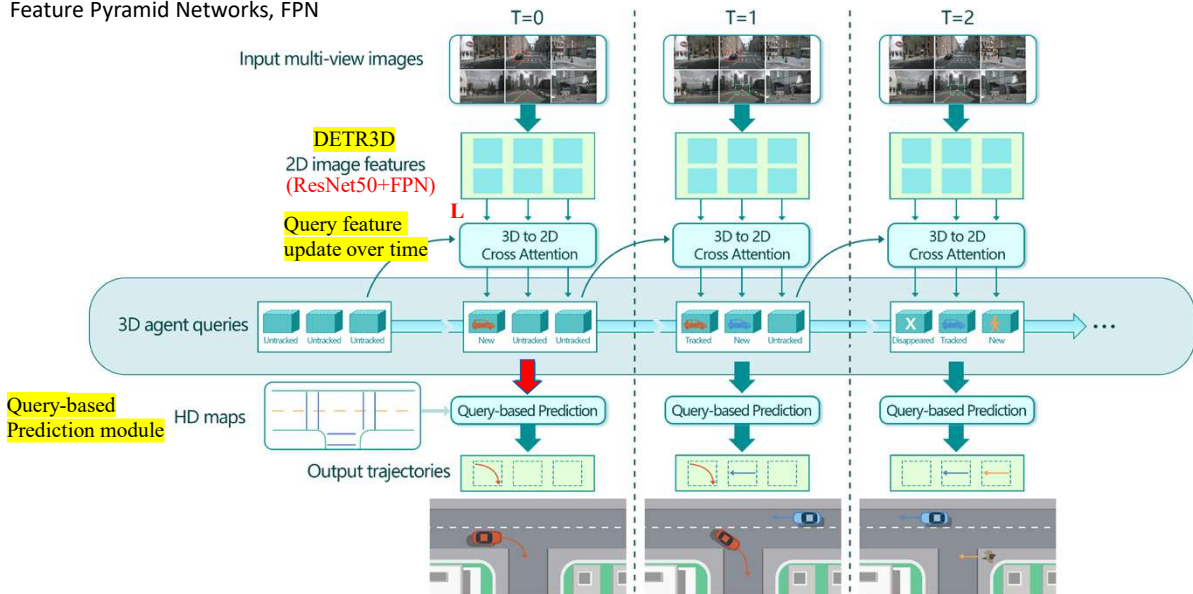 Feature Pyramid Networks, FPN
T=0
T=1
T=2
Input multi-view images
DETR3D
2D image features
(ResNet50+FPN)
L
Query feature
update over time
3D to 2D
Cross Attention
3D to 2D
Cross Attention
3D to 2D
Cross Attention
3D agent queries
Untracked
Untracked
Untracked
New
Untracked
Untracked
Tracked
New
Untracked
X
Disappeared
Tracked
New
...
Query-based
Prediction module
HD maps
Query-based Prediction
Query-based Prediction
Query-based Prediction
Output trajectories